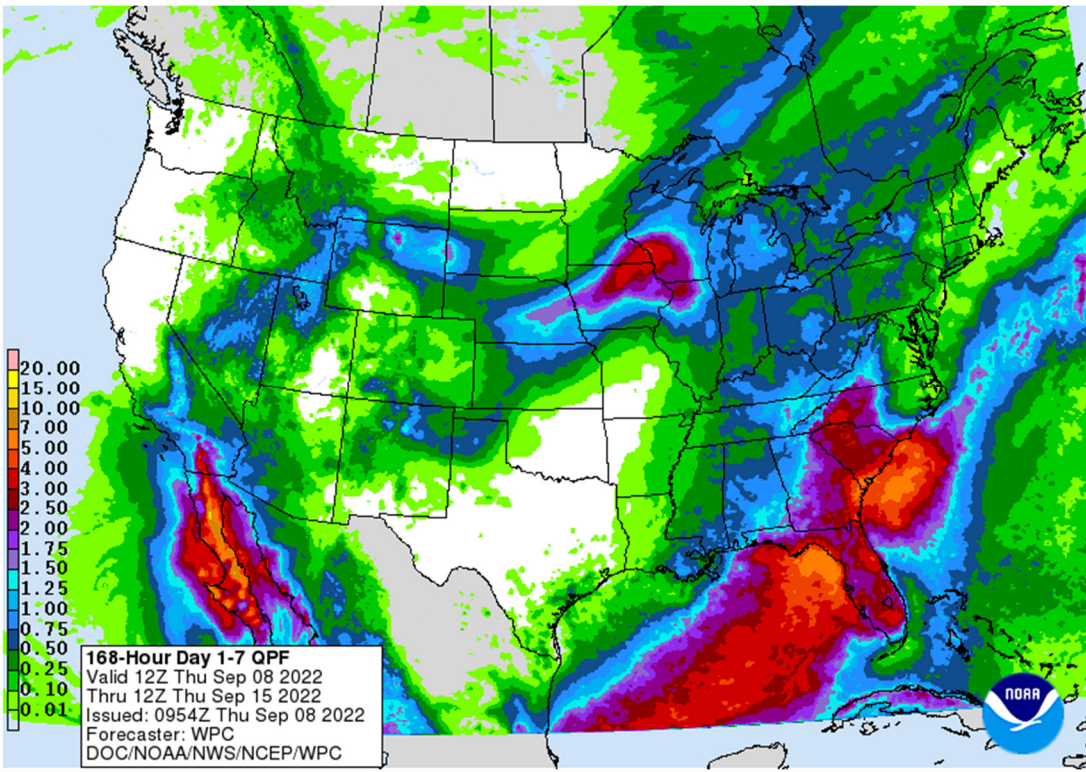 20.00
15.00
10.00
7.00
5.00
4.00
3.00
2.50
2.00
1.75
1.50
1.25
1.00
0.75
0.50
0.25
0.10
0.01
168-Hour Day 1-7 QPF
Valid 12Z Thu Sep 08 2022
Thru 12Z Thu Sep 15 2022
Issued: 0954Z Thu Sep 08 2022
Forecaster: WPC
DOC/NOAA/NWS/NCEP/WPC
NOAA